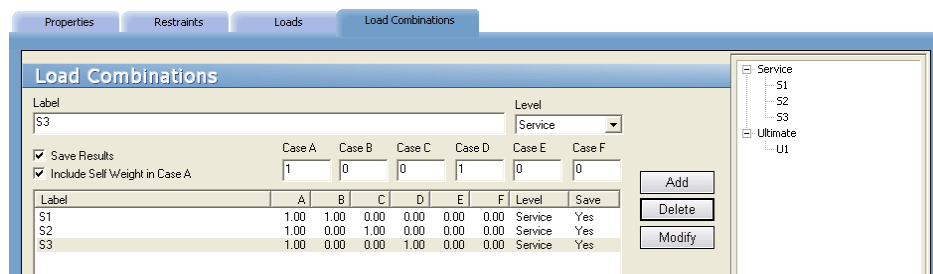 Properties Restraints Loads Load Combinations
Load Combinations
Label Level
S3 Service
Save Results
Include Self Weight in Case A
Case A Case B Case C Case D Case E Case F
1 0 0 1 0 0
Label A B C D E F Level Save
S1 1.00 1.00 0.00 0.00 0.00 0.00 Service Yes
S2 1.00 0.00 1.00 0.00 0.00 0.00 Service Yes
S3 1.00 0.00 0.00 1.00 0.00 0.00 Service Yes
Add
Delete
Modify
Service
S1
S2
S3
Ultimate
U1